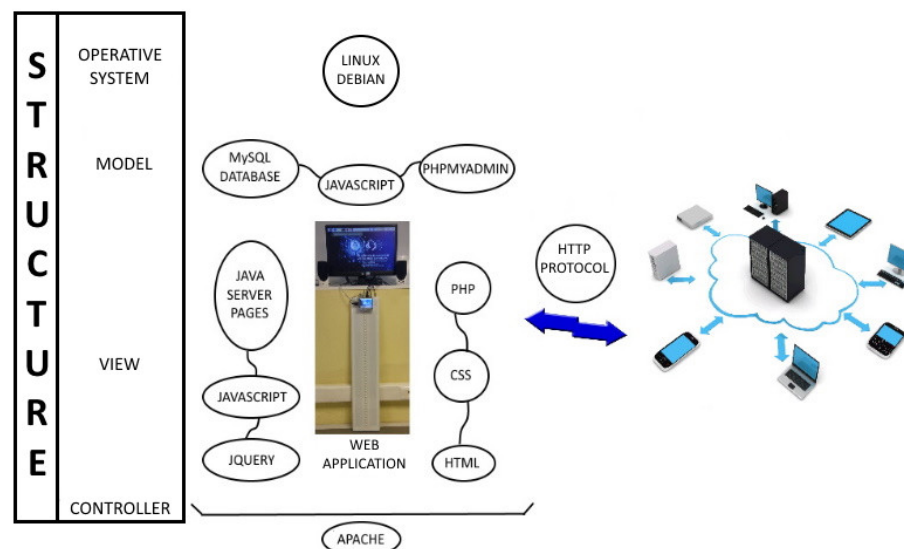 STRUCTURE
OPERATIVE
SYSTEM
LINUX
DEBIAN
MODEL
MySQL
DATABASE
JAVASCRIPT
PHPMYADMIN
VIEW
JAVA
SERVER
PAGES
JAVASCRIPT
JQUERY
WEB
APPLICATION
PHP
CSS
HTML
HTTP
PROTOCOL
CONTROLLER
APACHE